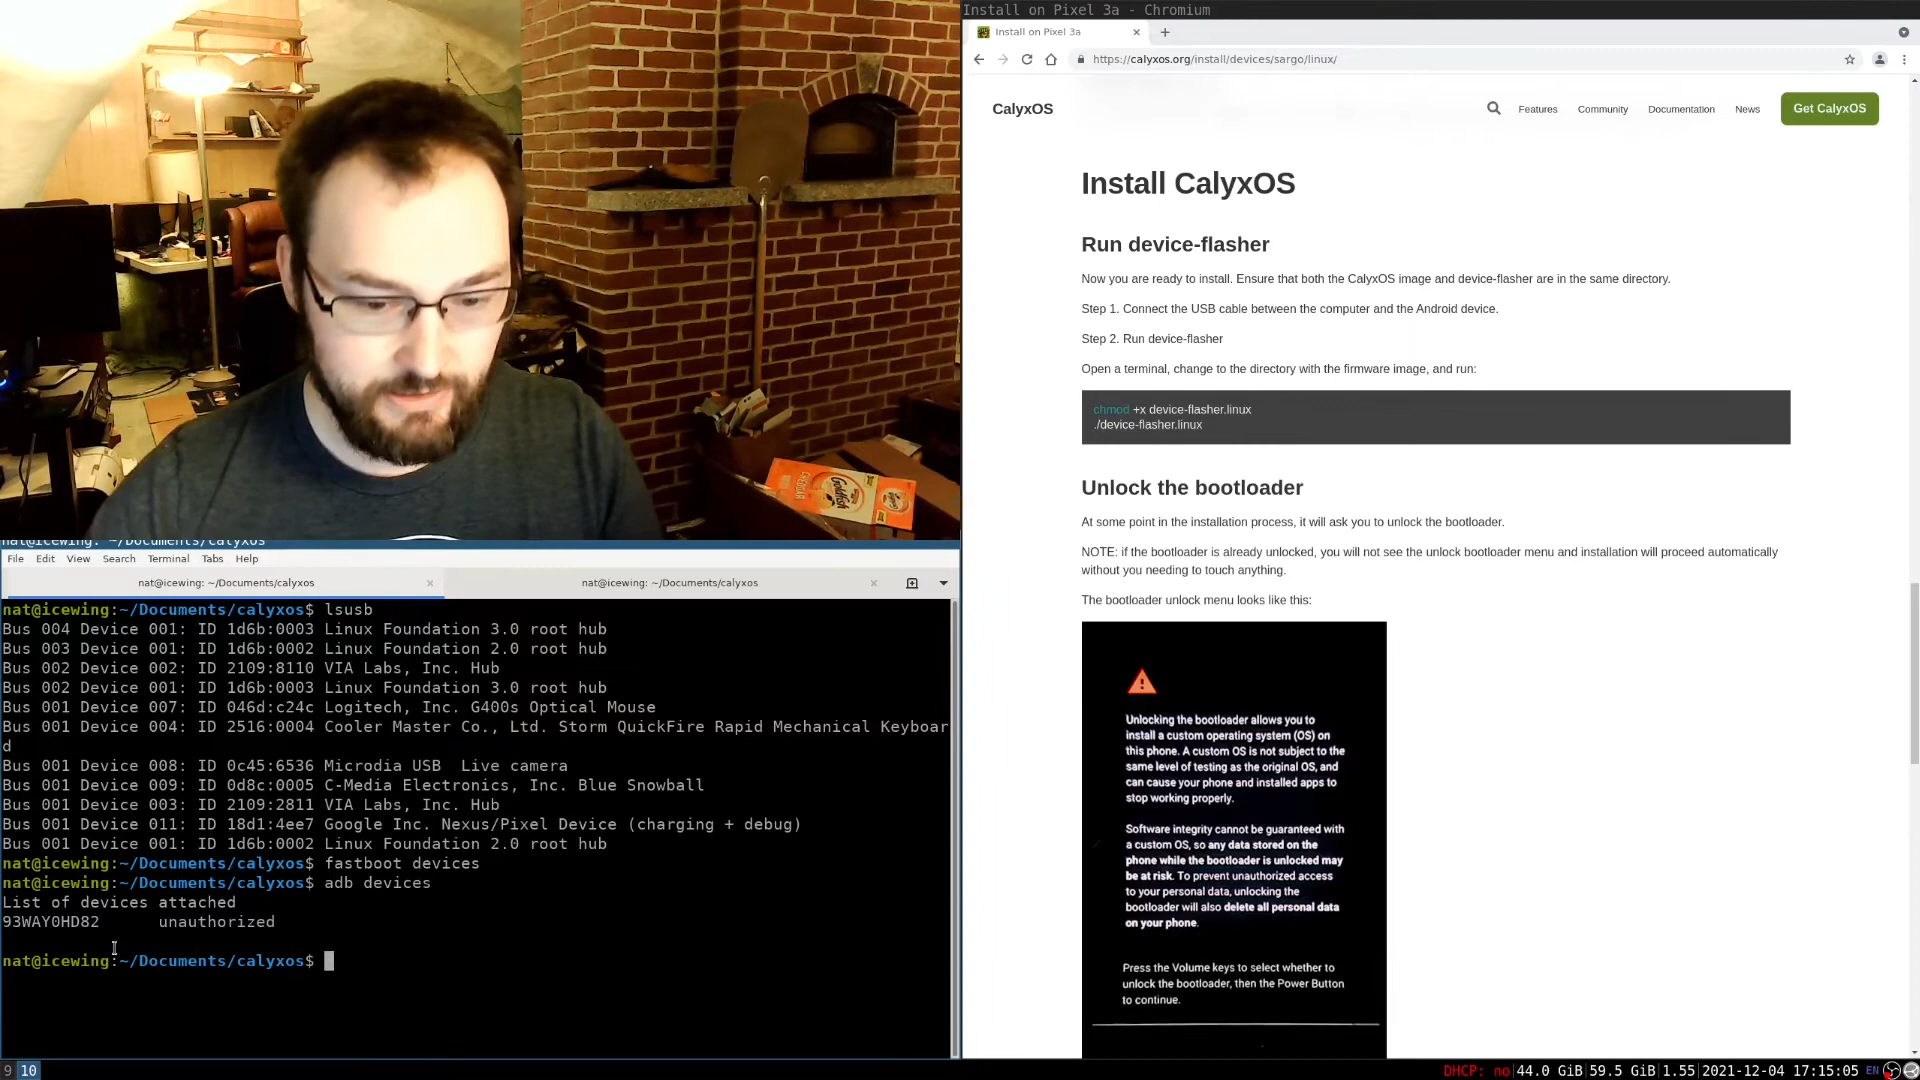 Install on Pixel 3a - Chromium
Install on Pixel 3a
https://calyxos.org/install/devices/sargo/linux/
CalyxOS
Features
Community
Documentation
News
Get CalyxOS
Install CalyxOS
Run device-flasher
Now you are ready to install. Ensure that both the CalyxOS image and device-flasher are in the same directory.
Step 1. Connect the USB cable between the computer and the Android device.
Step 2. Run device-flasher
Open a terminal, change to the directory with the firmware image, and run:
chmod +x device-flasher.linux
./device-flasher.linux
Unlock the bootloader
At some point in the installation process, it will ask you to unlock the bootloader.
NOTE: if the bootloader is already unlocked, you will not see the unlock bootloader menu and installation will proceed automatically
without you needing to touch anything.
The bootloader unlock menu looks like this:
Unlocking the bootloader allows you to
install a custom operating system (OS) on
this phone. A custom OS is not subject to the
same level of testing as the original OS, and
can cause your phone and installed apps to
stop working properly.
Software integrity cannot be guaranteed with
a custom OS, so any data stored on the
phone while the bootloader is unlocked may
be at risk. To prevent unauthorized access
to your personal data, unlocking the
bootloader will also delete all personal data
on your phone.
Press the Volume keys to select whether to
unlock the bootloader, then the Power Button
to continue.
CHEDDAR
Goldfish
nat@icewing: ~/Documents/calyxos
File Edit View Search Terminal Tabs Help
nat@icewing: ~/Documents/calyxos
nat@icewing: ~/Documents/calyxos
nat@icewing:~/Documents/calyxos$ lsusb
Bus 004 Device 001: ID 1d6b:0003 Linux Foundation 3.0 root hub
Bus 003 Device 001: ID 1d6b:0002 Linux Foundation 2.0 root hub
Bus 002 Device 002: ID 2109:8110 VIA Labs, Inc. Hub
Bus 002 Device 001: ID 1d6b:0003 Linux Foundation 3.0 root hub
Bus 001 Device 007: ID 046d:c24c Logitech, Inc. G400s Optical Mouse
Bus 001 Device 004: ID 2516:0004 Cooler Master Co., Ltd. Storm QuickFire Rapid Mechanical Keyboar
d
Bus 001 Device 008: ID 0c45:6536 Microdia USB  Live camera
Bus 001 Device 009: ID 0d8c:0005 C-Media Electronics, Inc. Blue Snowball
Bus 001 Device 003: ID 2109:2811 VIA Labs, Inc. Hub
Bus 001 Device 011: ID 18d1:4ee7 Google Inc. Nexus/Pixel Device (charging + debug)
Bus 001 Device 001: ID 1d6b:0002 Linux Foundation 2.0 root hub
nat@icewing:~/Documents/calyxos$ fastboot devices
nat@icewing:~/Documents/calyxos$ adb devices
List of devices attached
93WAY0HD82 unauthorized
nat@icewing:~/Documents/calyxos$
9 10
DHCP: no 44.0 GiB 59.5 GiB 1.55 2021-12-04 17:15:05 EN